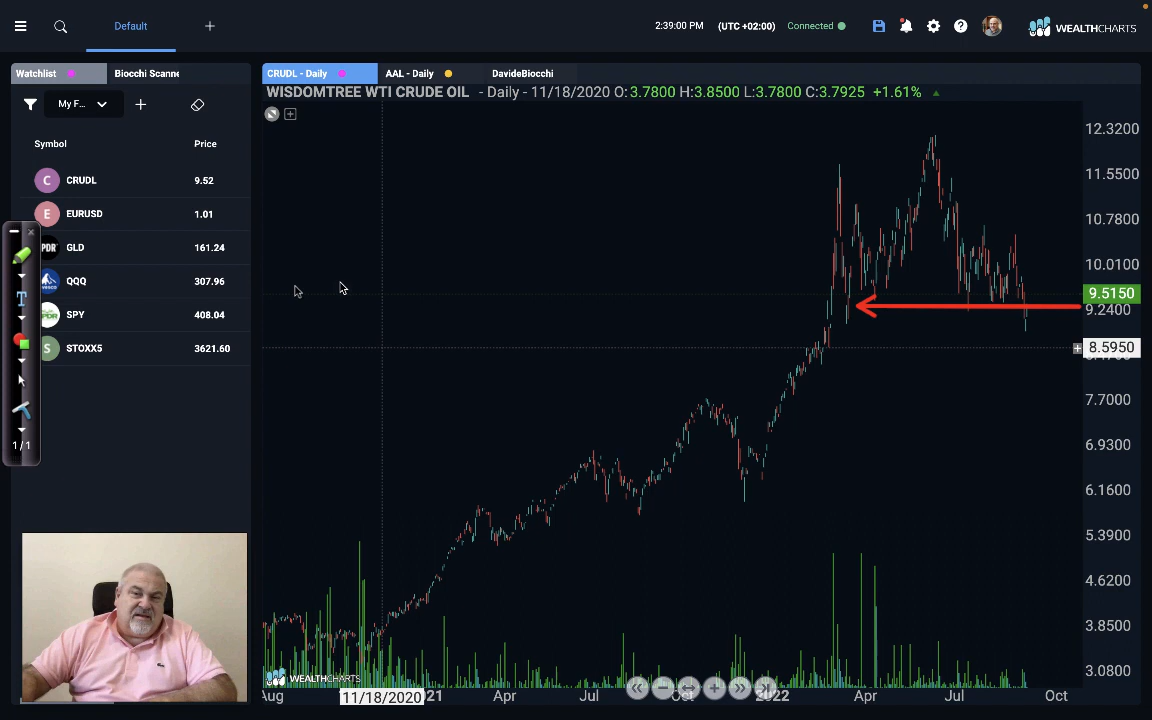 Default
2:39:00 PM (UTC +02:00) Connected
WEALTHCHARTS
Watchlist Biocchi Scanne
CRUDL - Daily AAL - Daily DavideBiocchi
WISDOMTREE WTI CRUDE OIL - Daily - 11/18/2020 O:3.7800 H:3.8500 L:3.7800 C:3.7925 +1.61%
My F...
Symbol Price
C CRUDL 9.52
E EURUSD 1.01
PDR GLD 161.24
QQQ 307.96
SPY 408.04
S STOXX5 3621.60
T
1/1
12.3200
11.5500
10.7800
10.0100
9.5150
9.2400
8.5950
7.7000
6.9300
6.1600
5.3900
4.6200
3.8500
3.0800
WEALTHCHARTS
Aug 11/18/2020 21 Apr Jul Oct 2022 Apr Jul Oct